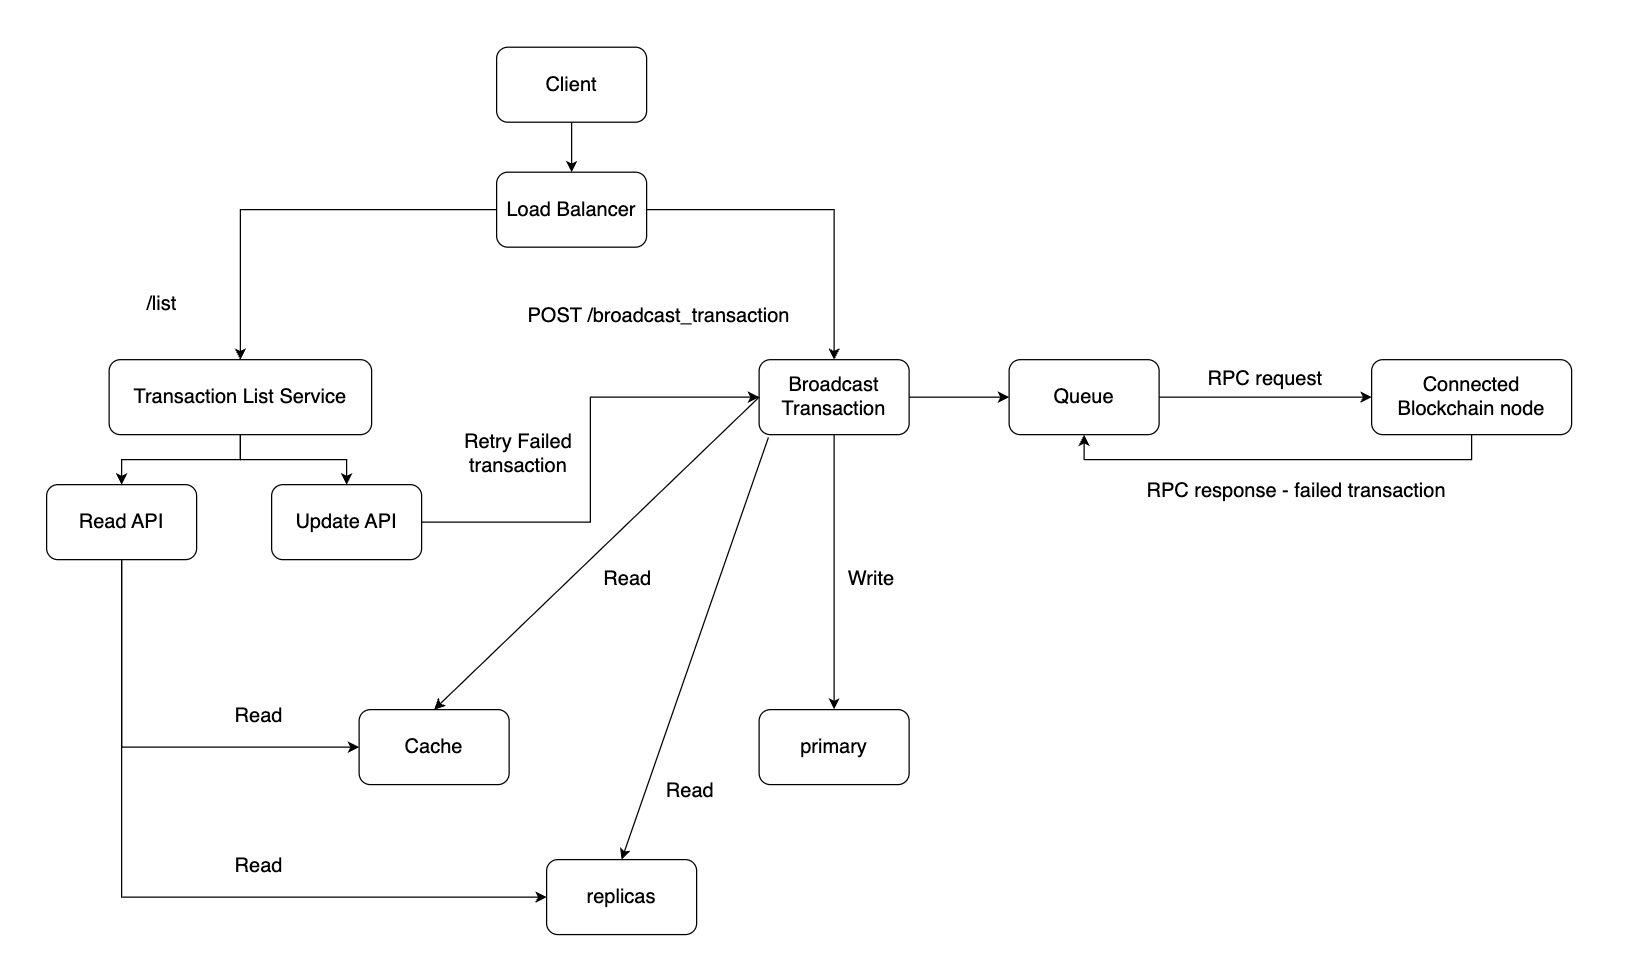 Client
Load Balancer
/list
POST /broadcast_transaction
Transaction List Service
Broadcast
Transaction
Queue
RPC request
Connected
Blockchain node
Retry Failed
transaction
RPC response - failed transaction
Read API
Update API
Read
Write
Read
Cache
primary
Read
Read
replicas